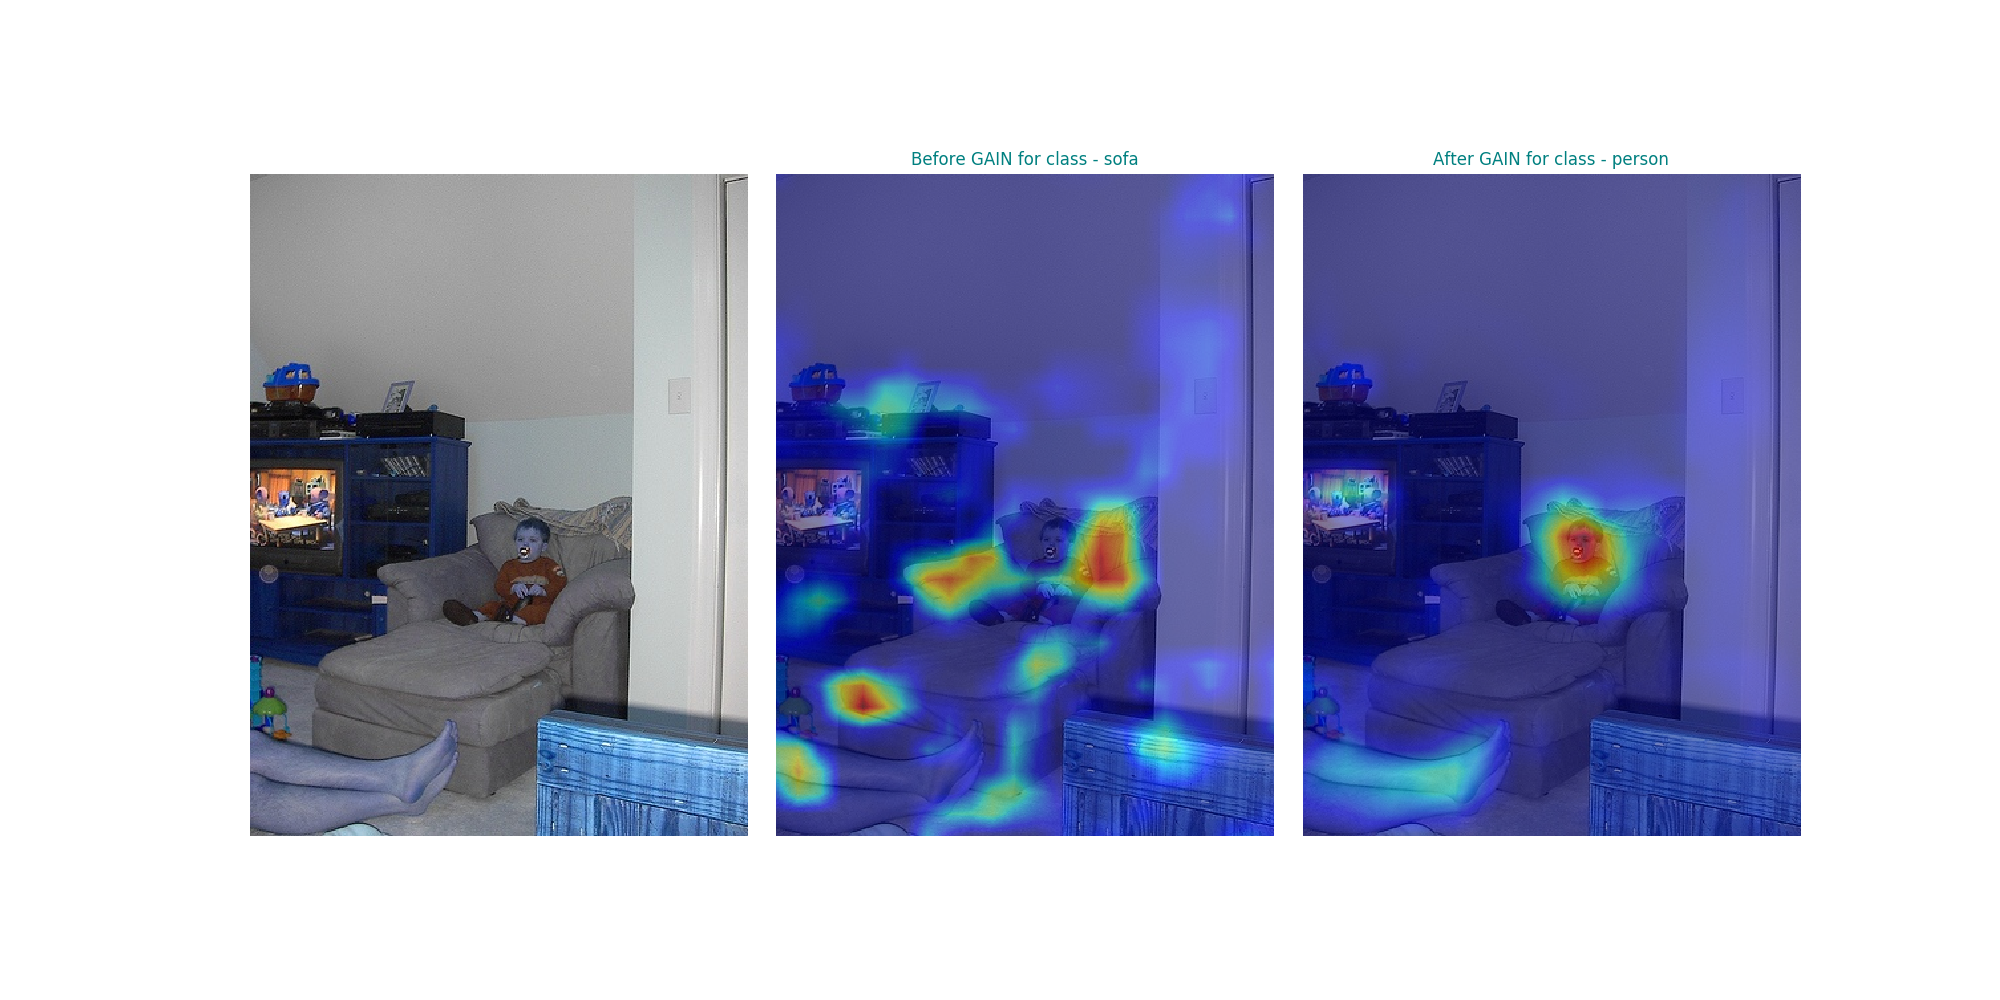 Before GAIN for class - sofa
After GAIN for class - person